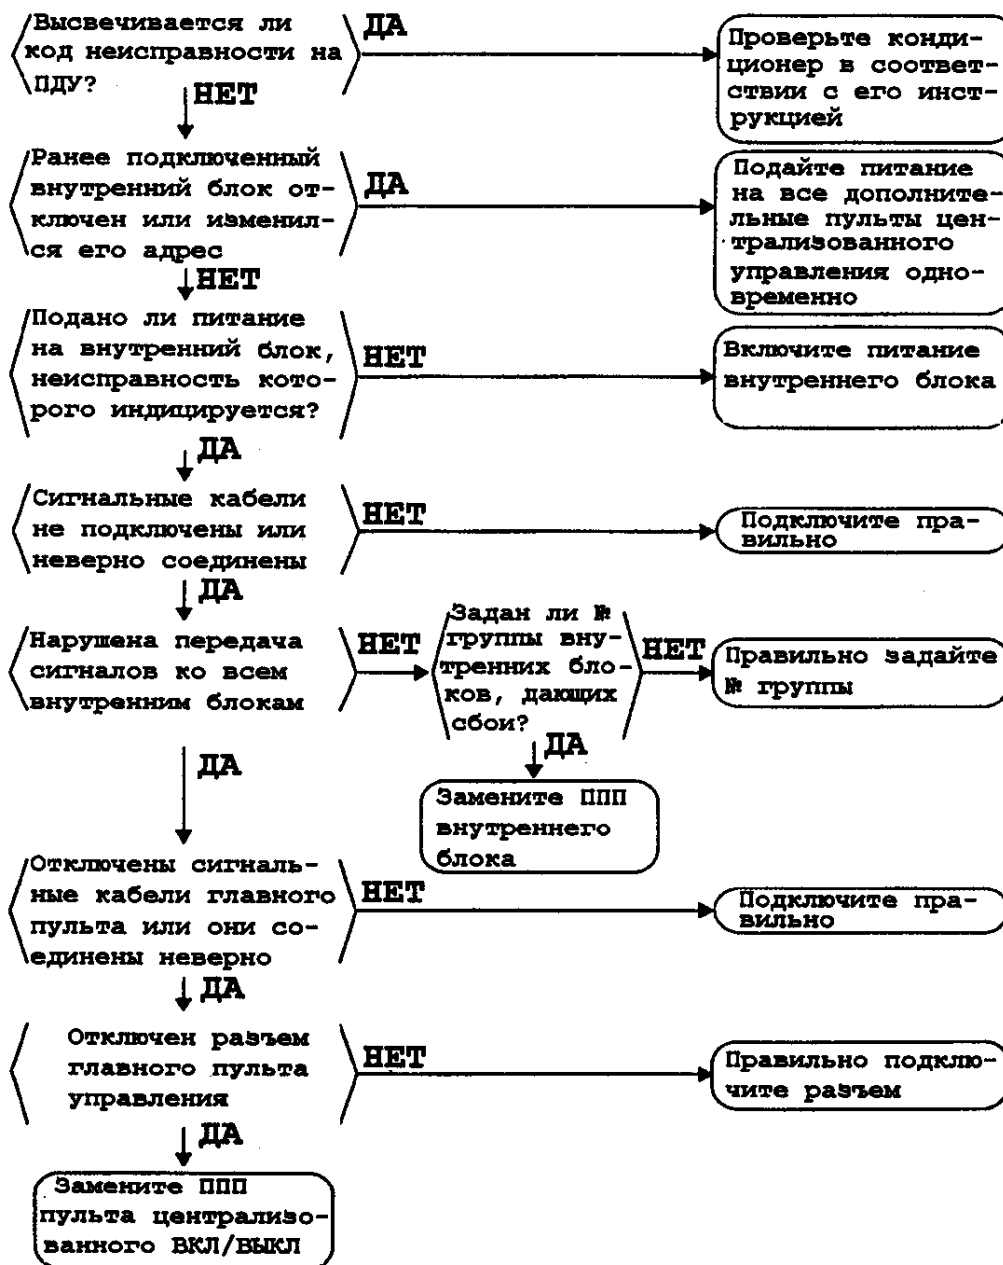 Высвечивается ли
код неисправности на
ПДУ?
ДА
Проверьте конди-
ционер в соответ-
ствии с его инст-
рукцией
НЕТ
Ранее подключенный
внутренний блок от-
ключен или изменил-
ся его адрес
ДА
Подайте питание
на все дополнитель-
ные пульты цен-
трализованного
управления одно-
временно
НЕТ
Подано ли питание
на внутренний блок,
неисправность кото-
рого индицируется?
НЕТ
Включите питание
внутреннего блока
ДА
Сигнальные кабели
не подключены или
неверно соединены
НЕТ
Подключите пра-
вильно
ДА
Нарушена передача
сигналов ко всем
внутренним блокам
НЕТ
Задан ли №
группы вну-
тренних бло-
ков, дающих
сбои?
НЕТ
Правильно задайте
№ группы
ДА
Замените ППП
внутреннего
блока
ДА
Отключены сигналь-
ные кабели главного
пульта или они со-
единены неверно
НЕТ
Подключите пра-
вильно
ДА
Отключен разъем
главного пульта
управления
НЕТ
Правильно подклю-
чите разъем
ДА
Замените ППП
пульта централизо-
ванного ВКЛ/ВЫКЛ